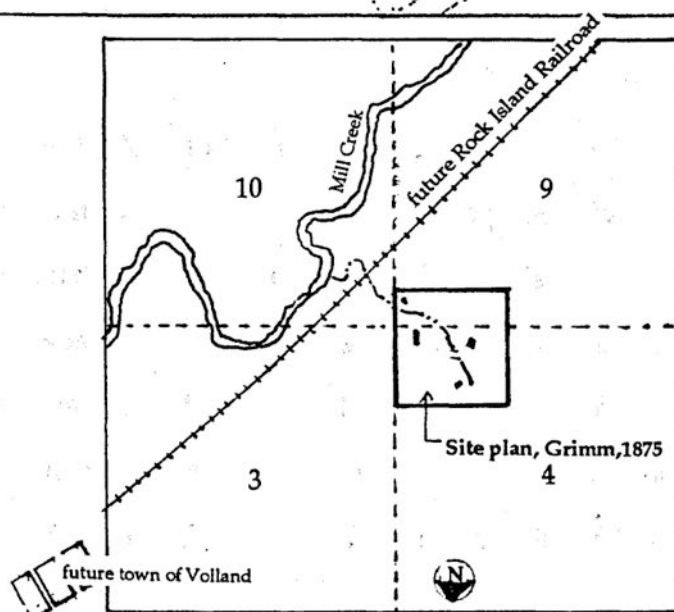 Mill Creek
future Rock Island Railroad
10
9
Site plan, Grimm,1875
3
4
future town of Volland
N